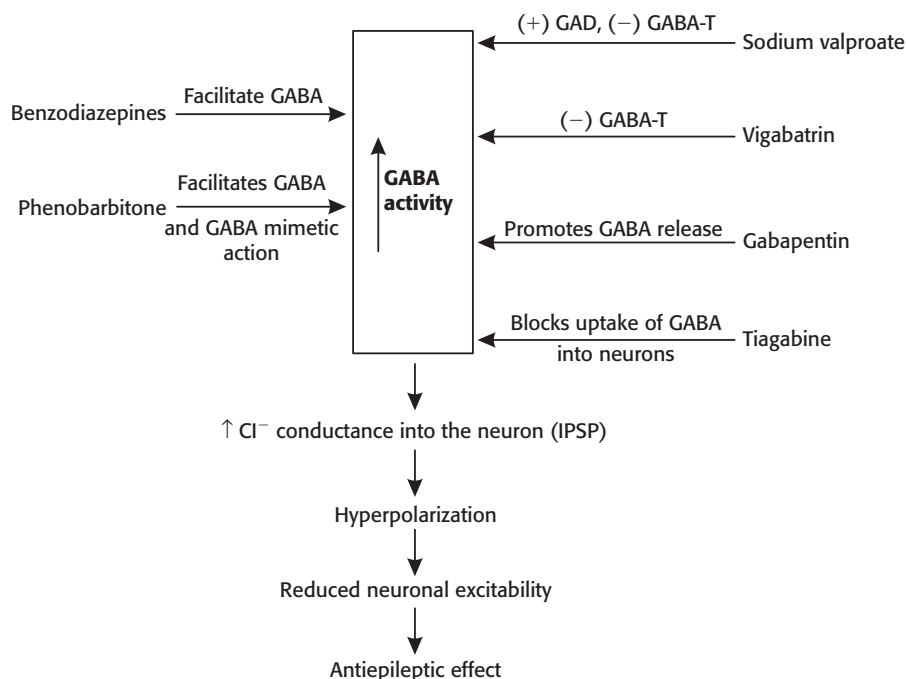 (+) GAD, (−) GABA-T
Sodium valproate
Facilitate GABA
Benzodiazepines
(−) GABA-T
Vigabatrin
Facilitates GABA
Phenobarbitone
and GABA mimetic
action
GABA
activity
Promotes GABA release
Gabapentin
Blocks uptake of GABA
into neurons
Tiagabine
↑ CI⁻ conductance into the neuron (IPSP)
Hyperpolarization
Reduced neuronal excitability
Antiepileptic effect